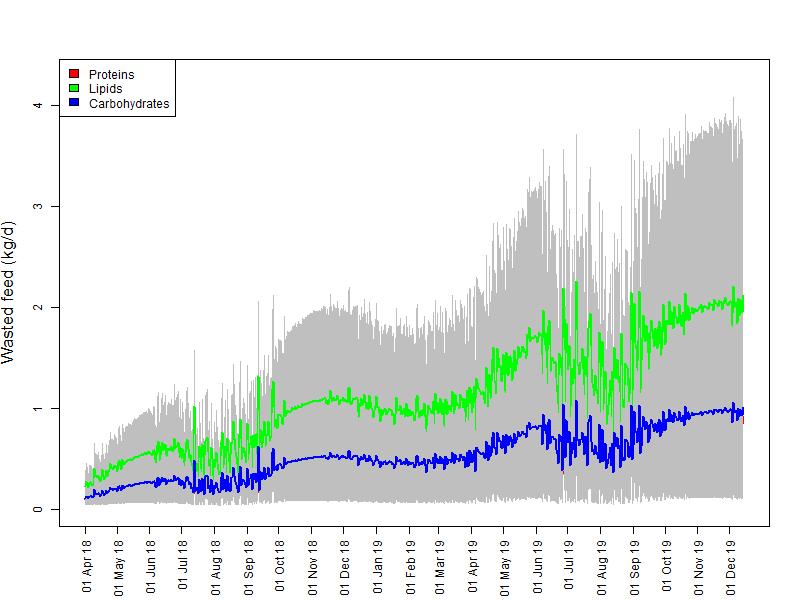 Proteins
Lipids
Carbohydrates
Wasted feed (kg/d)
4
3
2
1
0
01 Apr 18
01 May 18
01 Jun 18
01 Jul 18
01 Aug 18
01 Sep 18
01 Oct 18
01 Nov 18
01 Dec 18
01 Jan 19
01 Feb 19
01 Mar 19
01 Apr 19
01 May 19
01 Jun 19
01 Jul 19
01 Aug 19
01 Sep 19
01 Oct 19
01 Nov 19
01 Dec 19